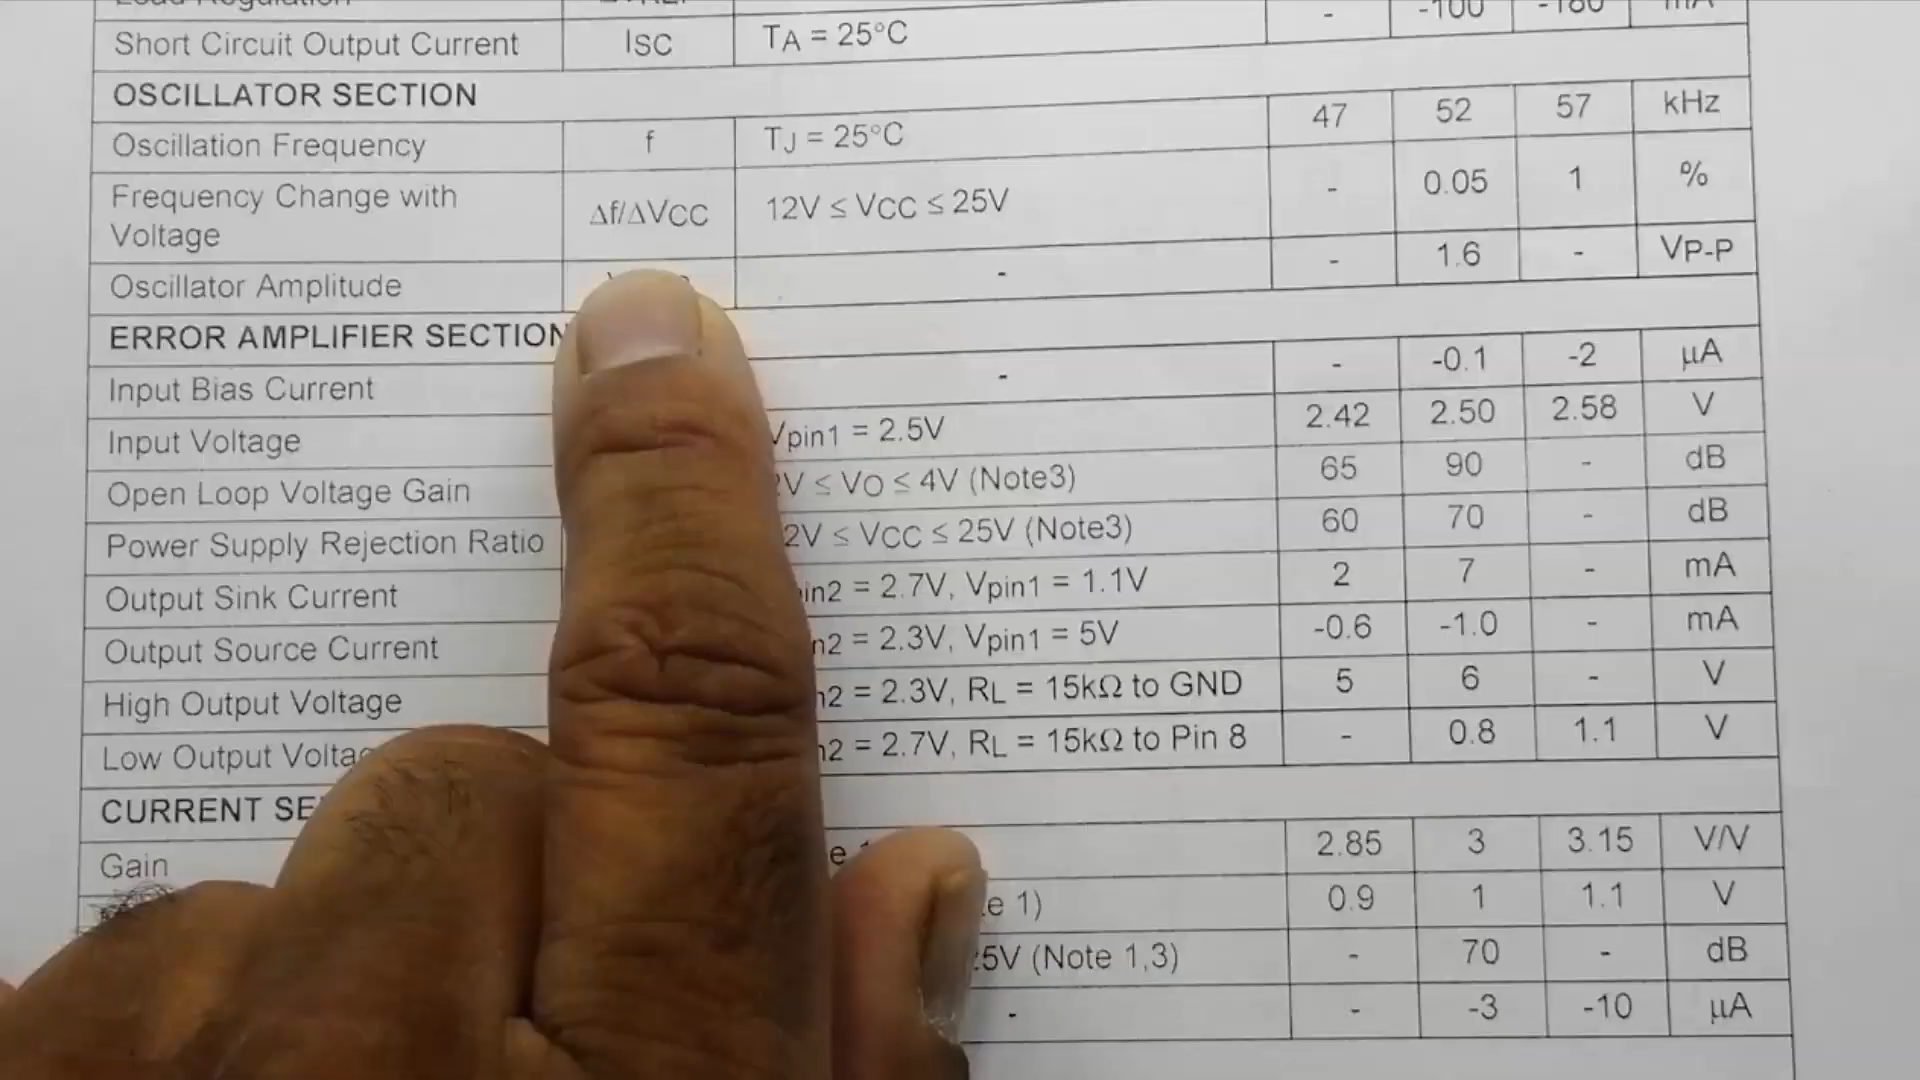 Short Circuit Output Current ISC TA = 25°C - -100 -180 mA
OSCILLATOR SECTION
Oscillation Frequency f TJ = 25°C 47 52 57 kHz
Frequency Change with Voltage Δf/ΔVCC 12V ≤ VCC ≤ 25V - 0.05 1 %
Oscillator Amplitude - - 1.6 - VP-P
ERROR AMPLIFIER SECTION
Input Bias Current - - -0.1 -2 μA
Input Voltage Vpin1 = 2.5V 2.42 2.50 2.58 V
Open Loop Voltage Gain V ≤ VO ≤ 4V (Note3) 65 90 - dB
Power Supply Rejection Ratio 2V ≤ VCC ≤ 25V (Note3) 60 70 - dB
Output Sink Current in2 = 2.7V, Vpin1 = 1.1V 2 7 - mA
Output Source Current n2 = 2.3V, Vpin1 = 5V -0.6 -1.0 - mA
High Output Voltage n2 = 2.3V, RL = 15kΩ to GND 5 6 - V
Low Output Volta n2 = 2.7V, RL = 15kΩ to Pin 8 - 0.8 1.1 V
CURRENT SE
Gain e 2.85 3 3.15 V/V
e 1) 0.9 1 1.1 V
5V (Note 1,3) - 70 - dB
- - -3 -10 μA